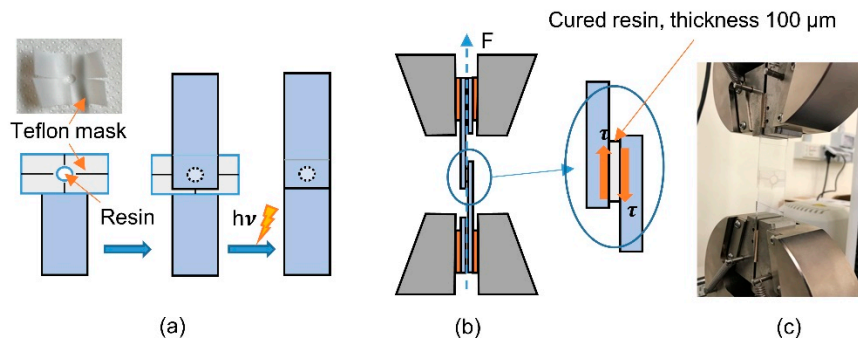 Teflon mask
Resin
hν
(a)
F
Cured resin, thickness 100 μm
τ
τ
(b)
(c)